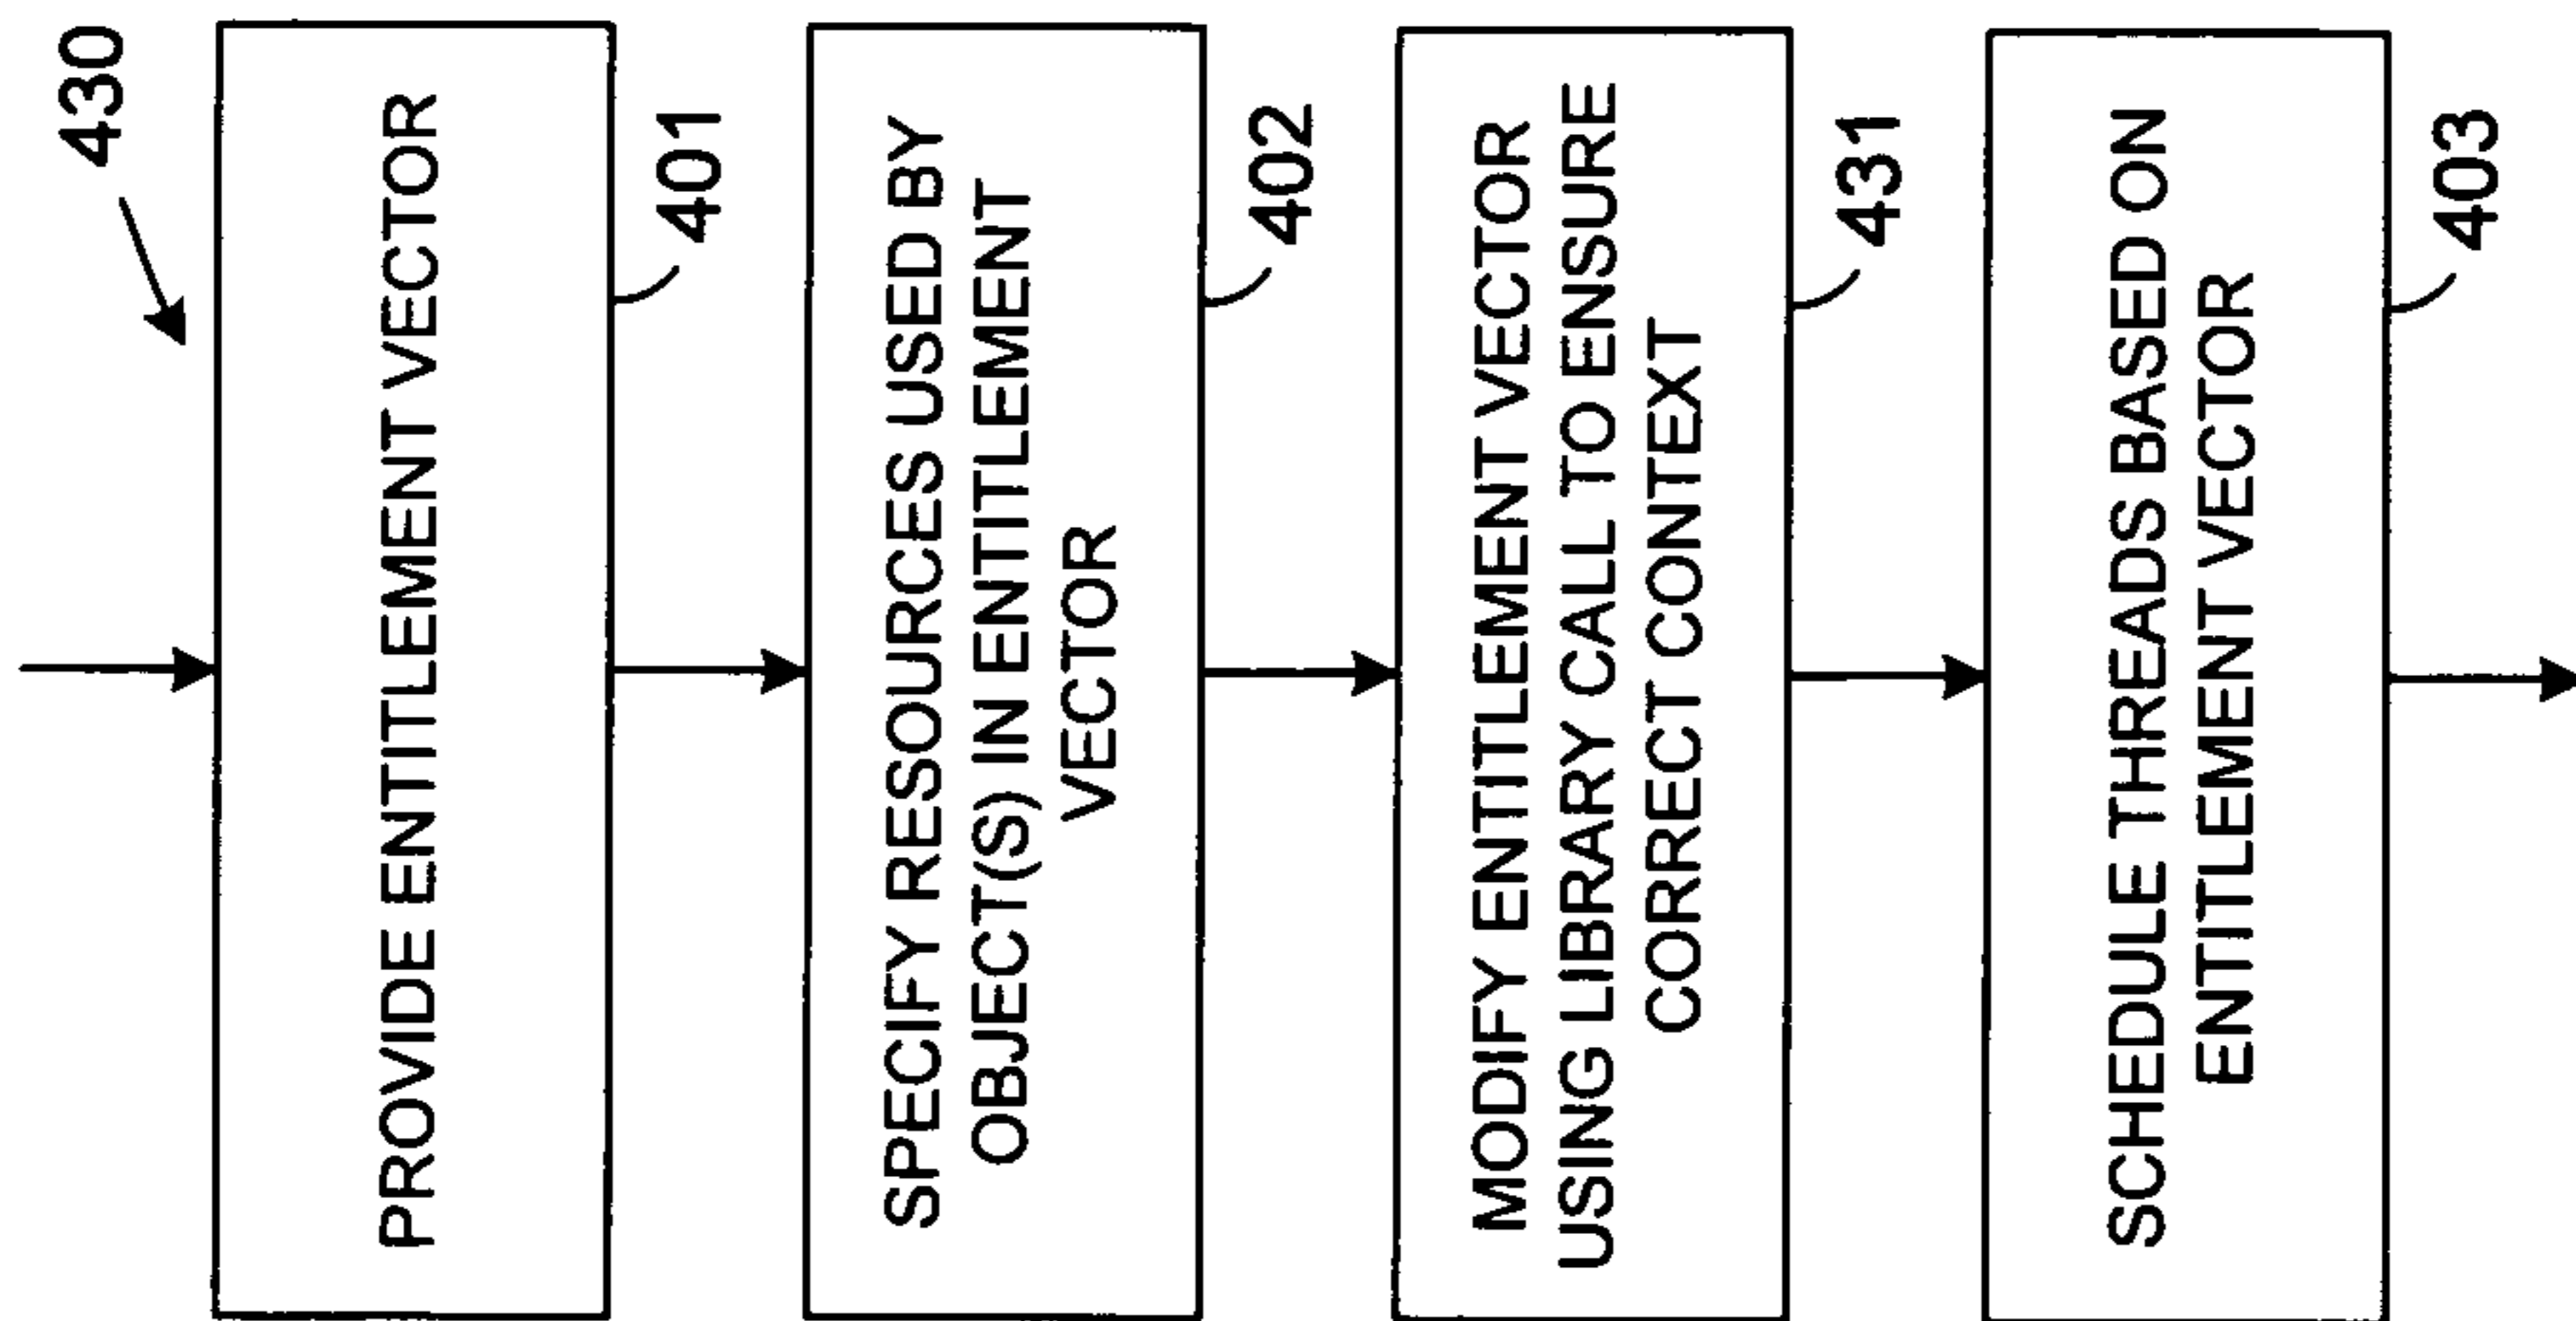 430
PROVIDE ENTITLEMENT VECTOR
401
SPECIFY RESOURCES USED BY
OBJECT(S) IN ENTITLEMENT
VECTOR
402
MODIFY ENTITLEMENT VECTOR
USING LIBRARY CALL TO ENSURE
CORRECT CONTEXT
431
SCHEDULE THREADS BASED ON
ENTITLEMENT VECTOR
403